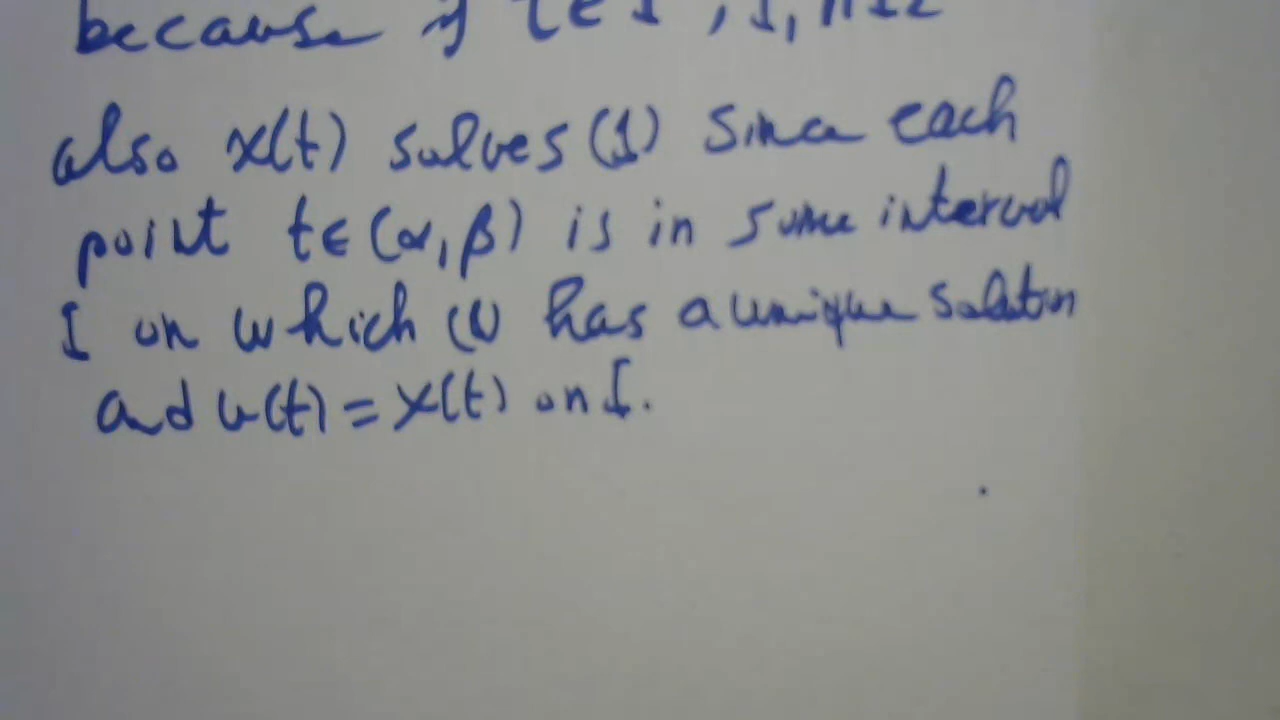 because if t ∈ I
also x(t) solves (1) since each
point t ∈ (α, β) is in some interval
I on which (1) has a unique solution
and u(t) = x(t) on I.